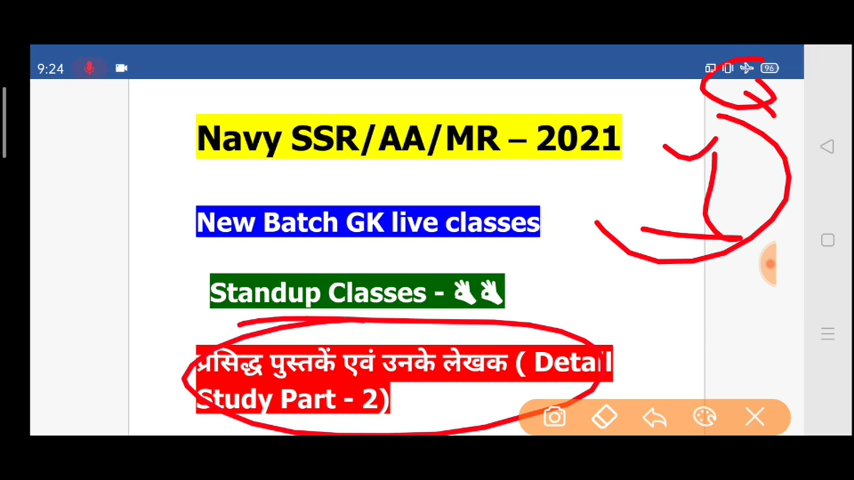 9:24
96
Navy SSR/AA/MR – 2021
New Batch GK live classes
Standup Classes - 👌👌
प्रसिद्ध पुस्तकें एवं उनके लेखक ( Detail
Study Part - 2)